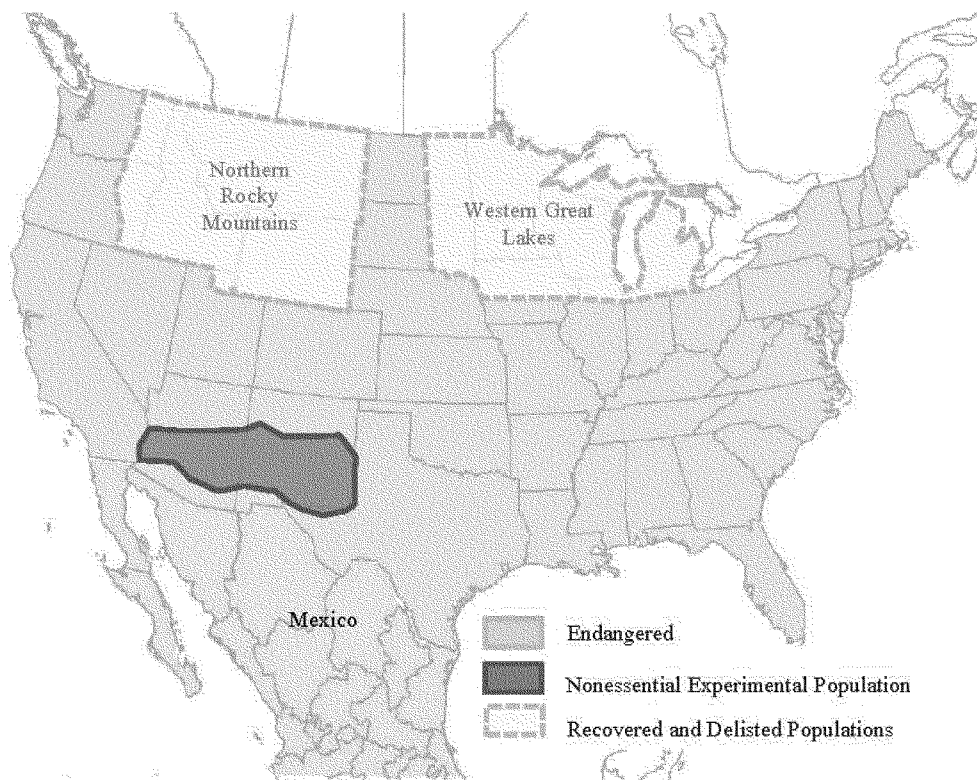 Northern
Rocky
Mountains
Western Great
Lakes
Mexico
Endangered
Nonessential Experimental Population
Recovered and Delisted Populations